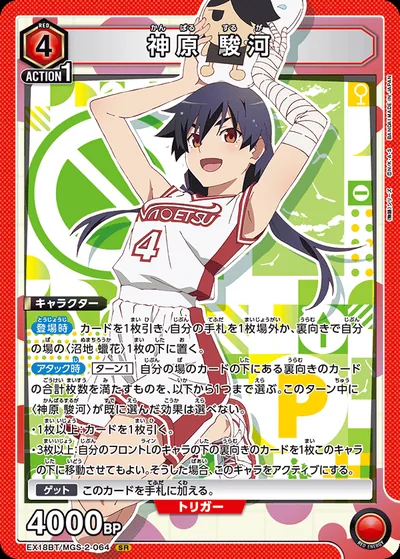 RED
4
ACTION1
かんばる するが
神原 駿河
NAOETSU
4
キャラクター
登場時 カードを1枚引き、自分の手札を1枚場外か、裏向きで自分
の場の〈沼地 蠟花〉1枚の下に置く。
アタック時 ターン1 自分の場のカードの下にある裏向きのカード
の合計枚数を満たすものを、以下から1つまで選ぶ。このターン中に
〈神原 駿河〉が既に選んだ効果は選べない。
・1枚以上:カードを1枚引く。
・3枚以上:自分のフロントLのキャラの下の裏向きのカードを1枚このキャラ
の下に移動させてもよい。そうした場合、このキャラをアクティブにする。
ゲット このカードを手札に加える。
トリガー
4000BP
EX18BT/MGS-2-064 SR